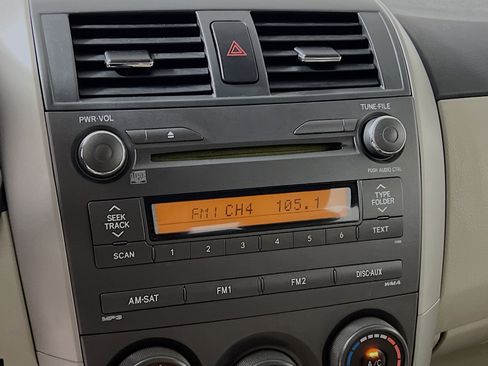 PWR•VOL
TUNE•FILE
PUSH AUDIO CTRL
FM1 CH4 105.1
SEEK
TRACK
TYPE
FOLDER
SCAN
1 2 3 4 5 6
TEXT
AM•SAT
FM1
FM2
DISC•AUX
MP3
WMA
A/C